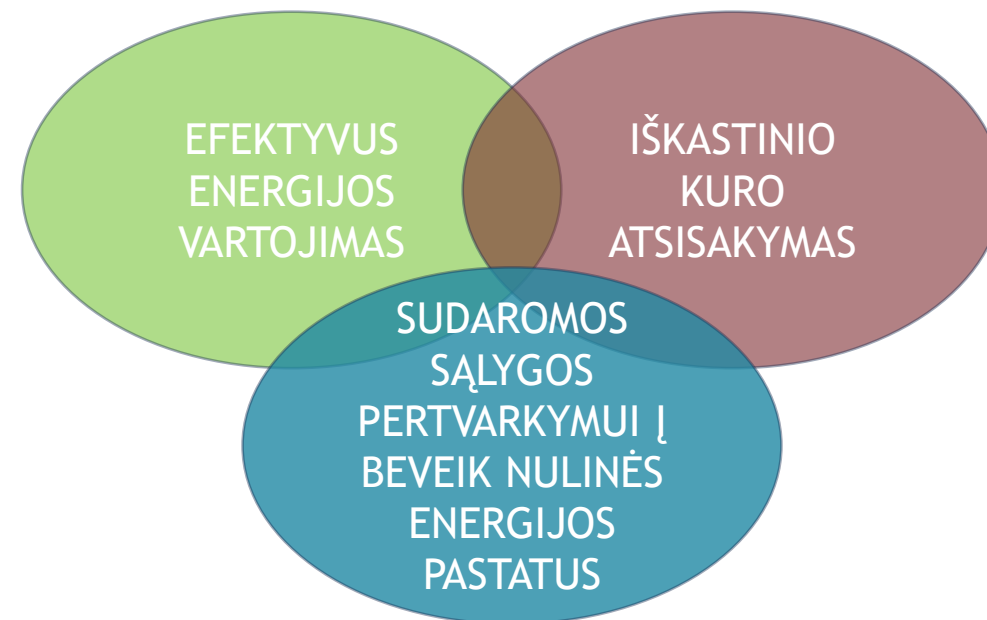 EFEKTYVUS
ENERGIJOS
VARTOJIMAS
IŠKASTINIO
KURO
ATSISAKYMAS
SUDAROMOS
SĄLYGOS
PERTVARKYMUI Į
BEVEIK NULINĖS
ENERGIJOS
PASTATUS